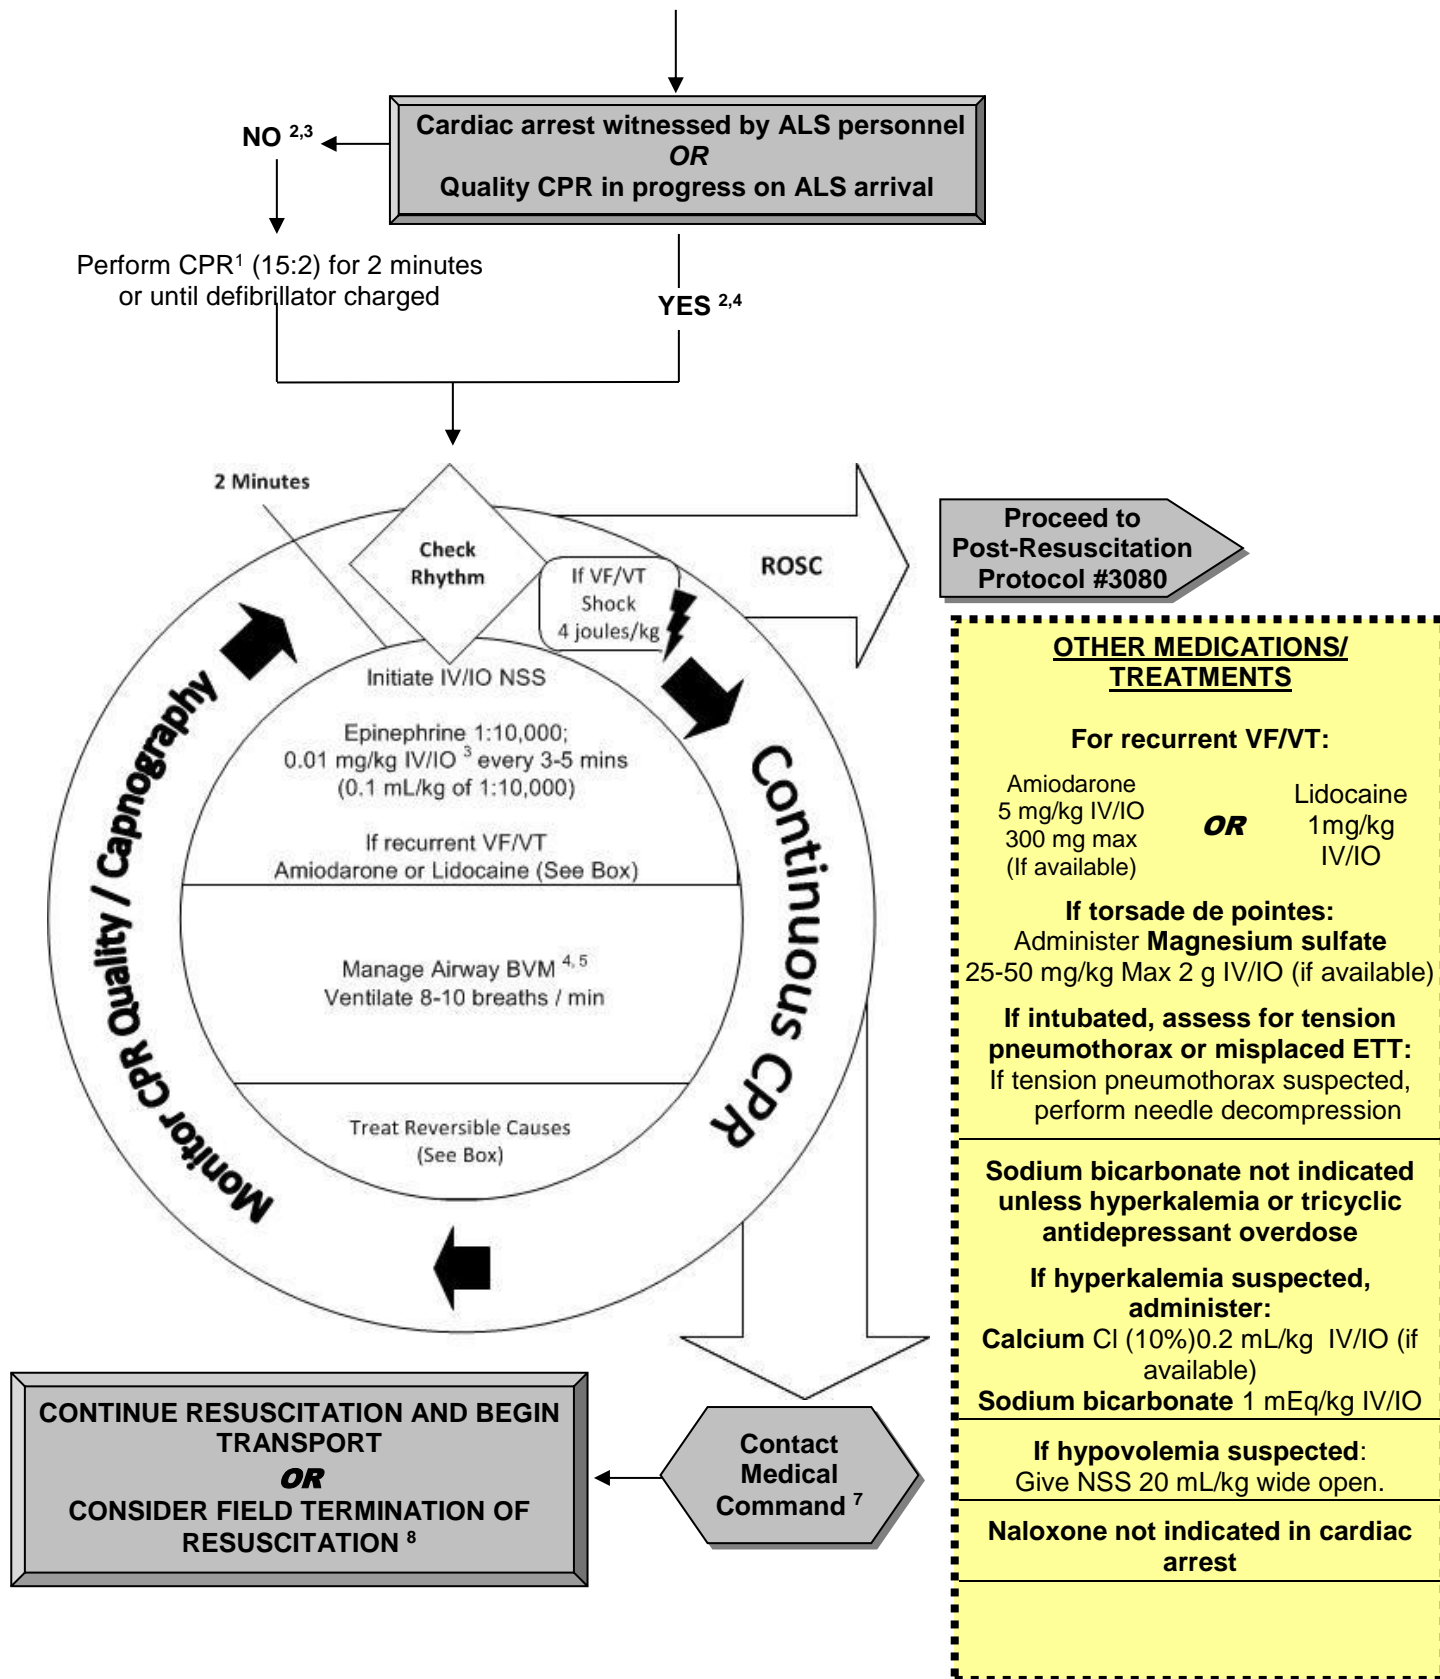 Cardiac arrest witnessed by ALS personnel
OR
Quality CPR in progress on ALS arrival
NO 2,3
Perform CPR1 (15:2) for 2 minutes
or until defibrillator charged
YES 2,4
2 Minutes
Check
Rhythm
If VF/VT
Shock
4 joules/kg
ROSC
Proceed to
Post-Resuscitation
Protocol #3080
Initiate IV/IO NSS
Epinephrine 1:10,000;
0.01 mg/kg IV/IO 3 every 3-5 mins
(0.1 mL/kg of 1:10,000)
If recurrent VF/VT
Amiodarone or Lidocaine (See Box)
Manage Airway BVM 4, 5
Ventilate 8-10 breaths / min
Treat Reversible Causes
(See Box)
Continuous CPR
Monitor CPR Quality / Capnography
OTHER MEDICATIONS/
TREATMENTS
For recurrent VF/VT:
Amiodarone
5 mg/kg IV/IO
300 mg max
(If available)
OR
Lidocaine
1mg/kg
IV/IO
If torsade de pointes:
Administer Magnesium sulfate
25-50 mg/kg Max 2 g IV/IO (if available)
If intubated, assess for tension
pneumothorax or misplaced ETT:
If tension pneumothorax suspected,
perform needle decompression
Sodium bicarbonate not indicated
unless hyperkalemia or tricyclic
antidepressant overdose
If hyperkalemia suspected,
administer:
Calcium Cl (10%)0.2 mL/kg IV/IO (if
available)
Sodium bicarbonate 1 mEq/kg IV/IO
If hypovolemia suspected:
Give NSS 20 mL/kg wide open.
Naloxone not indicated in cardiac
arrest
Contact
Medical
Command 7
CONTINUE RESUSCITATION AND BEGIN
TRANSPORT
OR
CONSIDER FIELD TERMINATION OF
RESUSCITATION 8